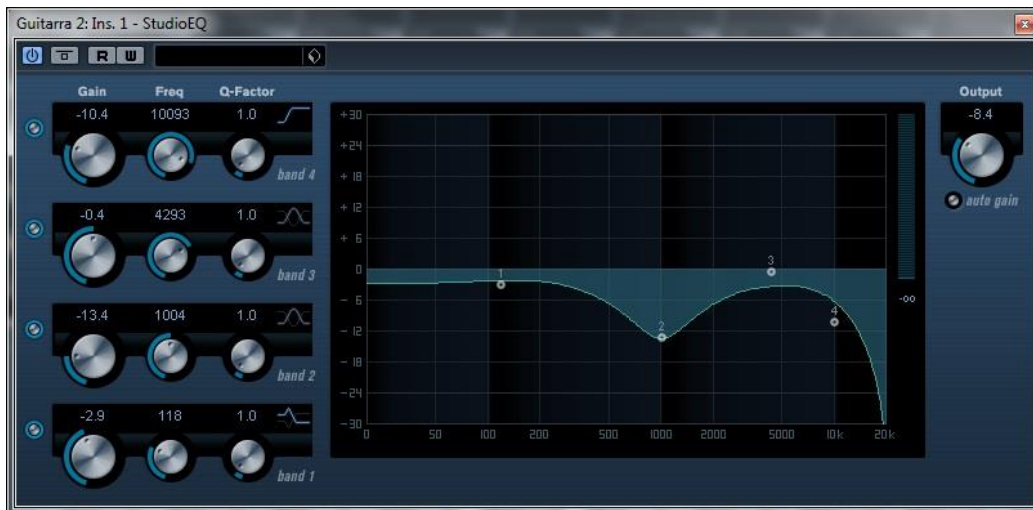 Guitarra 2: Ins. 1 - StudioEQ
R W
Gain Freq Q-Factor
-10.4 10093 1.0
band 4
-0.4 4293 1.0
band 3
-13.4 1004 1.0
band 2
-2.9 118 1.0
band 1
+30
+24
+18
+12
+ 6
0
- 6
- 12
- 18
- 24
- 30
0 50 100 200 500 1000 2000 5000 10k 20k
1
2
3
4
-oo
Output
-8.4
auto gain